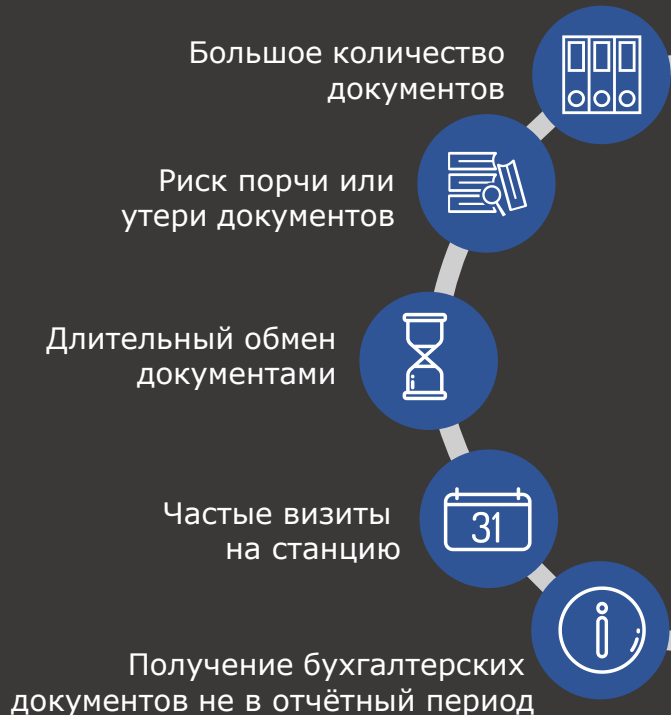 Большое количество
документов
Риск порчи или
утери документов
Длительный обмен
документами
Частые визиты
на станцию
31
Получение бухгалтерских
документов не в отчётный период